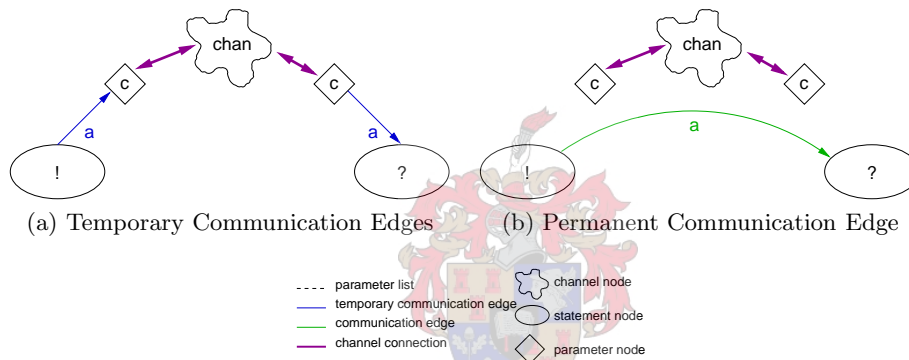 chan
c
c
a
a
!
?
(a) Temporary Communication Edges
chan
c
c
a
!
?
(b) Permanent Communication Edge
parameter list
temporary communication edge
communication edge
channel connection
channel node
statement node
parameter node